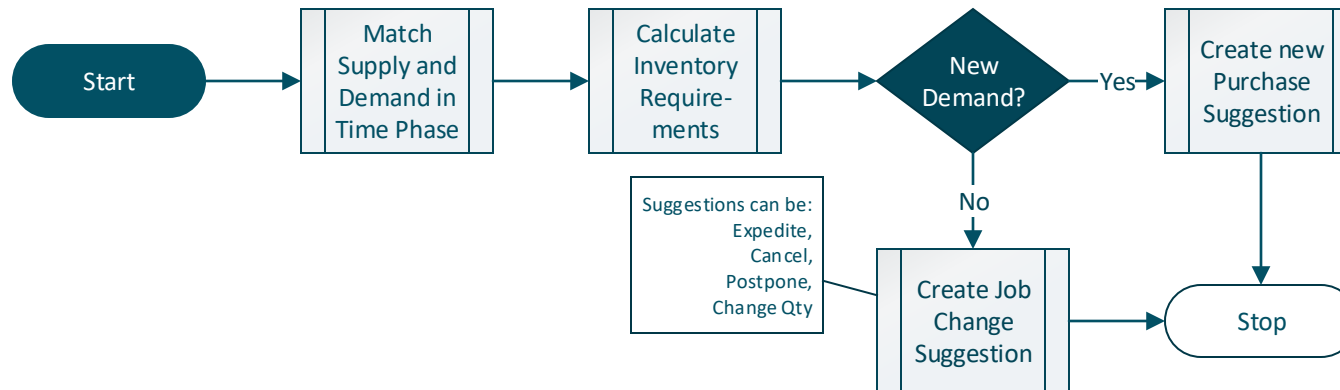 Start
Match
Supply and
Demand in
Time Phase
Calculate
Inventory
Require-
ments
New
Demand?
Yes
Create new
Purchase
Suggestion
No
Suggestions can be:
Expedite,
Cancel,
Postpone,
Change Qty
Create Job
Change
Suggestion
Stop